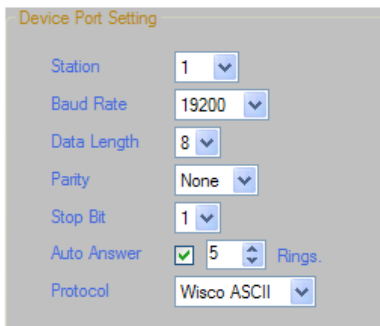 Device Port Setting
Station 1
Baud Rate 19200
Data Length 8
Parity None
Stop Bit 1
Auto Answer 5 Rings.
Protocol Wisco ASCII